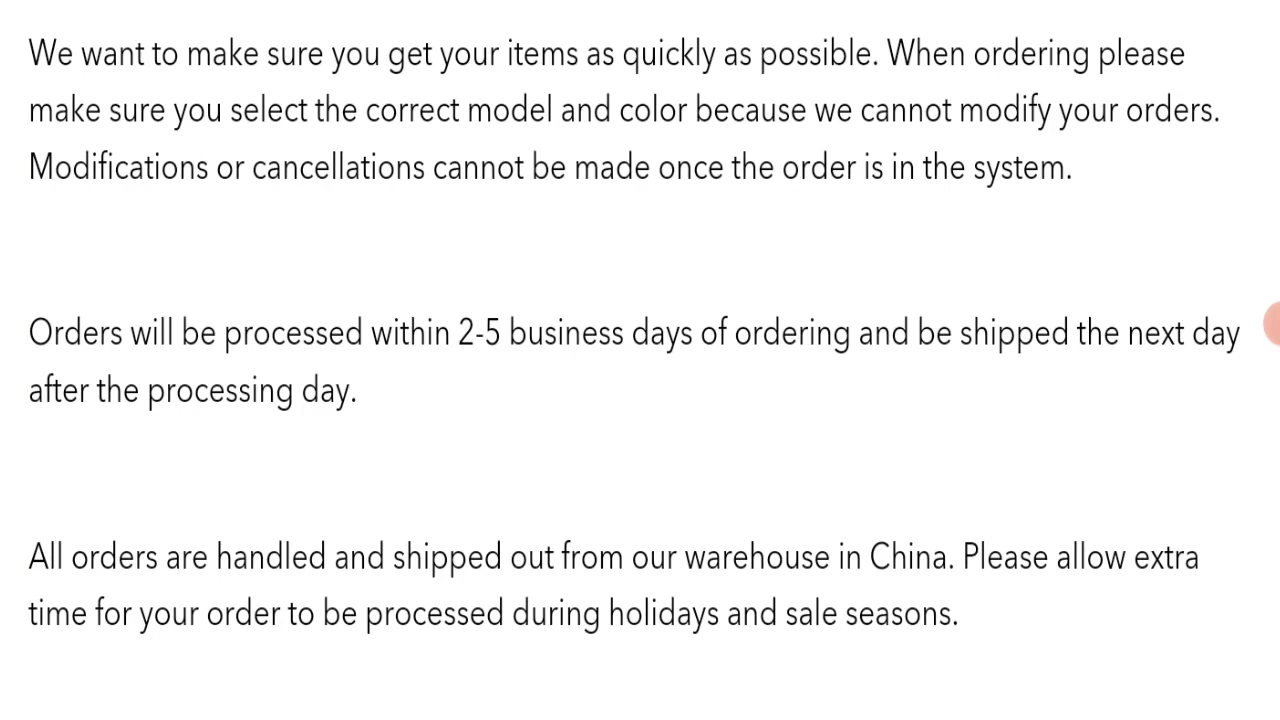 We want to make sure you get your items as quickly as possible. When ordering please
make sure you select the correct model and color because we cannot modify your orders.
Modifications or cancellations cannot be made once the order is in the system.
Orders will be processed within 2-5 business days of ordering and be shipped the next day
after the processing day.
All orders are handled and shipped out from our warehouse in China. Please allow extra
time for your order to be processed during holidays and sale seasons.